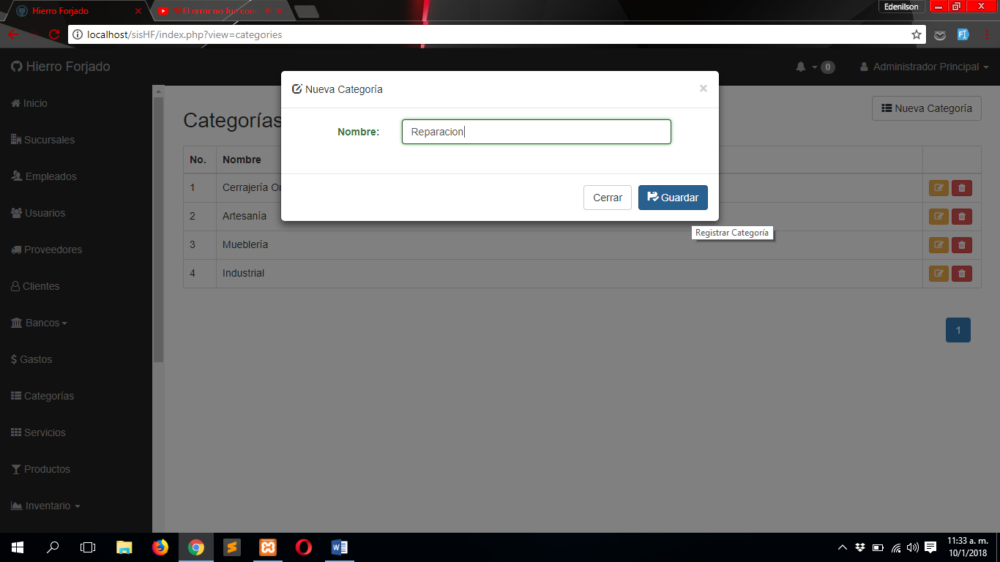 Hierro Forjado
El error no fue con
Edenilson
localhost/sisHF/index.php?view=categories
Hierro Forjado
0
Administrador Principal
Inicio
Sucursales
Empleados
Usuarios
Proveedores
Clientes
Bancos
$ Gastos
Categorías
Servicios
Productos
Inventario
Categorías
Nueva Categoría
No.
Nombre
1
Cerrajería
2
Artesanía
3
Mueblería
4
Industrial
1
Nueva Categoría
×
Nombre:
Reparacion
Cerrar
Guardar
Registrar Categoría
11:33 a. m.
10/1/2018